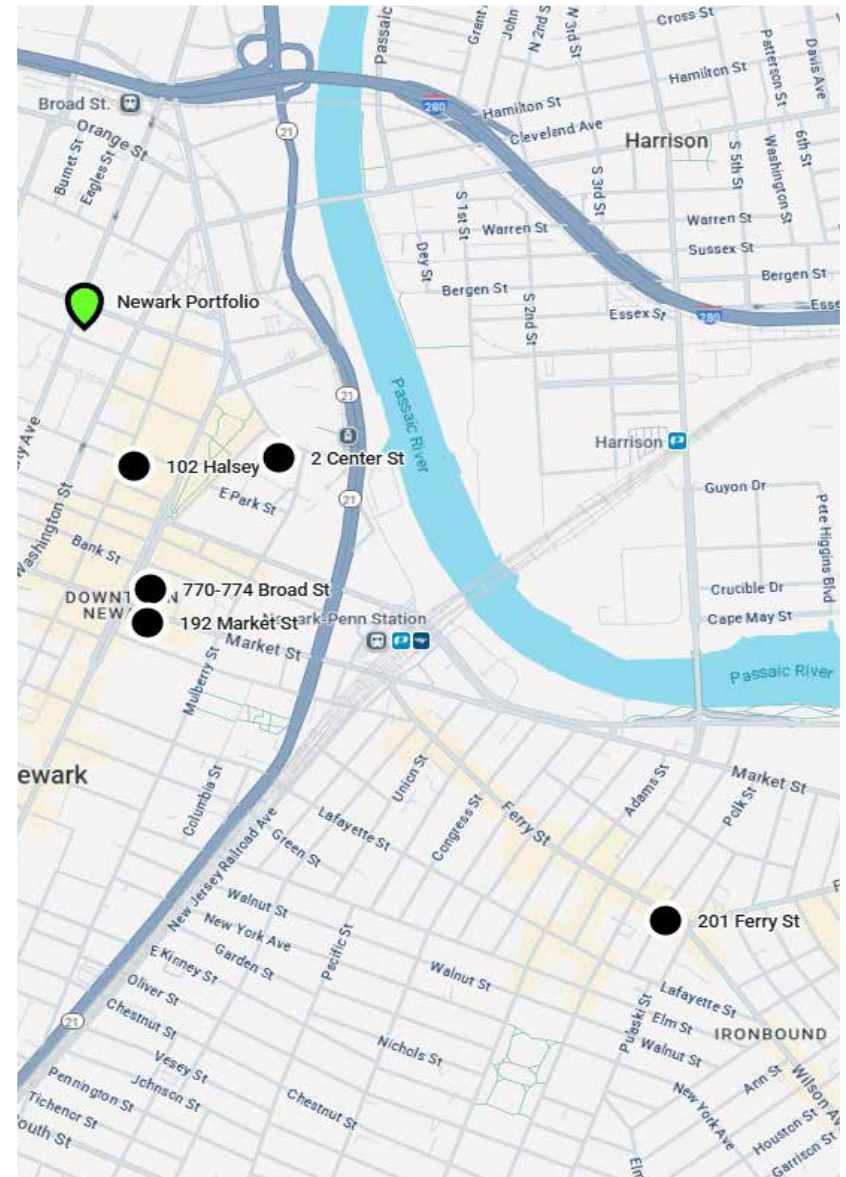 Passaic
Grant
John
N 2nd St
N 3rd St
Cross St
Patterson St
Davis Ave
Hamilton St
Broad St.
280
Hamilton St
21
Orange St
Cleveland Ave
Harrison
Burnet St
Eagles St
S 5th St
Washington St
6th St
S 1st St
S 3rd St
Warren St
Warren St
Dey St
Sussex St
Bergen St
Bergen St
Newark Portfolio
S 2nd St
Essex St
280
Esse
21
Passaic River
Harrison
102 Halsey
2 Center St
Washington St
E Park St
21
Guyon Dr
Pete Higgins Blvd
Bank St
770-774 Broad St
Crucible Dr
DOWNT
N
NEW
192 Market St
rk-Penn Station
Cape May St
Market St
Mulberry St
Passaic River
ewark
Union St
Adams St
Market St
Columbia St
Polk St
Ferry St
Lafayette St
Congress St
Green St
New Jersey Railroad Ave
Walnut St
201 Ferry St
New York Ave
Pacific St
E Kinney St
Garden St
Walnut St
Oliver St
Lafayette St
Pulaski St
Chestnut St
Elm St
21
IRONBOUND
Walnut St
Nichols St
Vesey St
Ann St
Pennington St
Johnson St
Wilson Av
Chestnut St
New York Ave
Tichenor St
Houston St
outh St
Garrison St
Elm